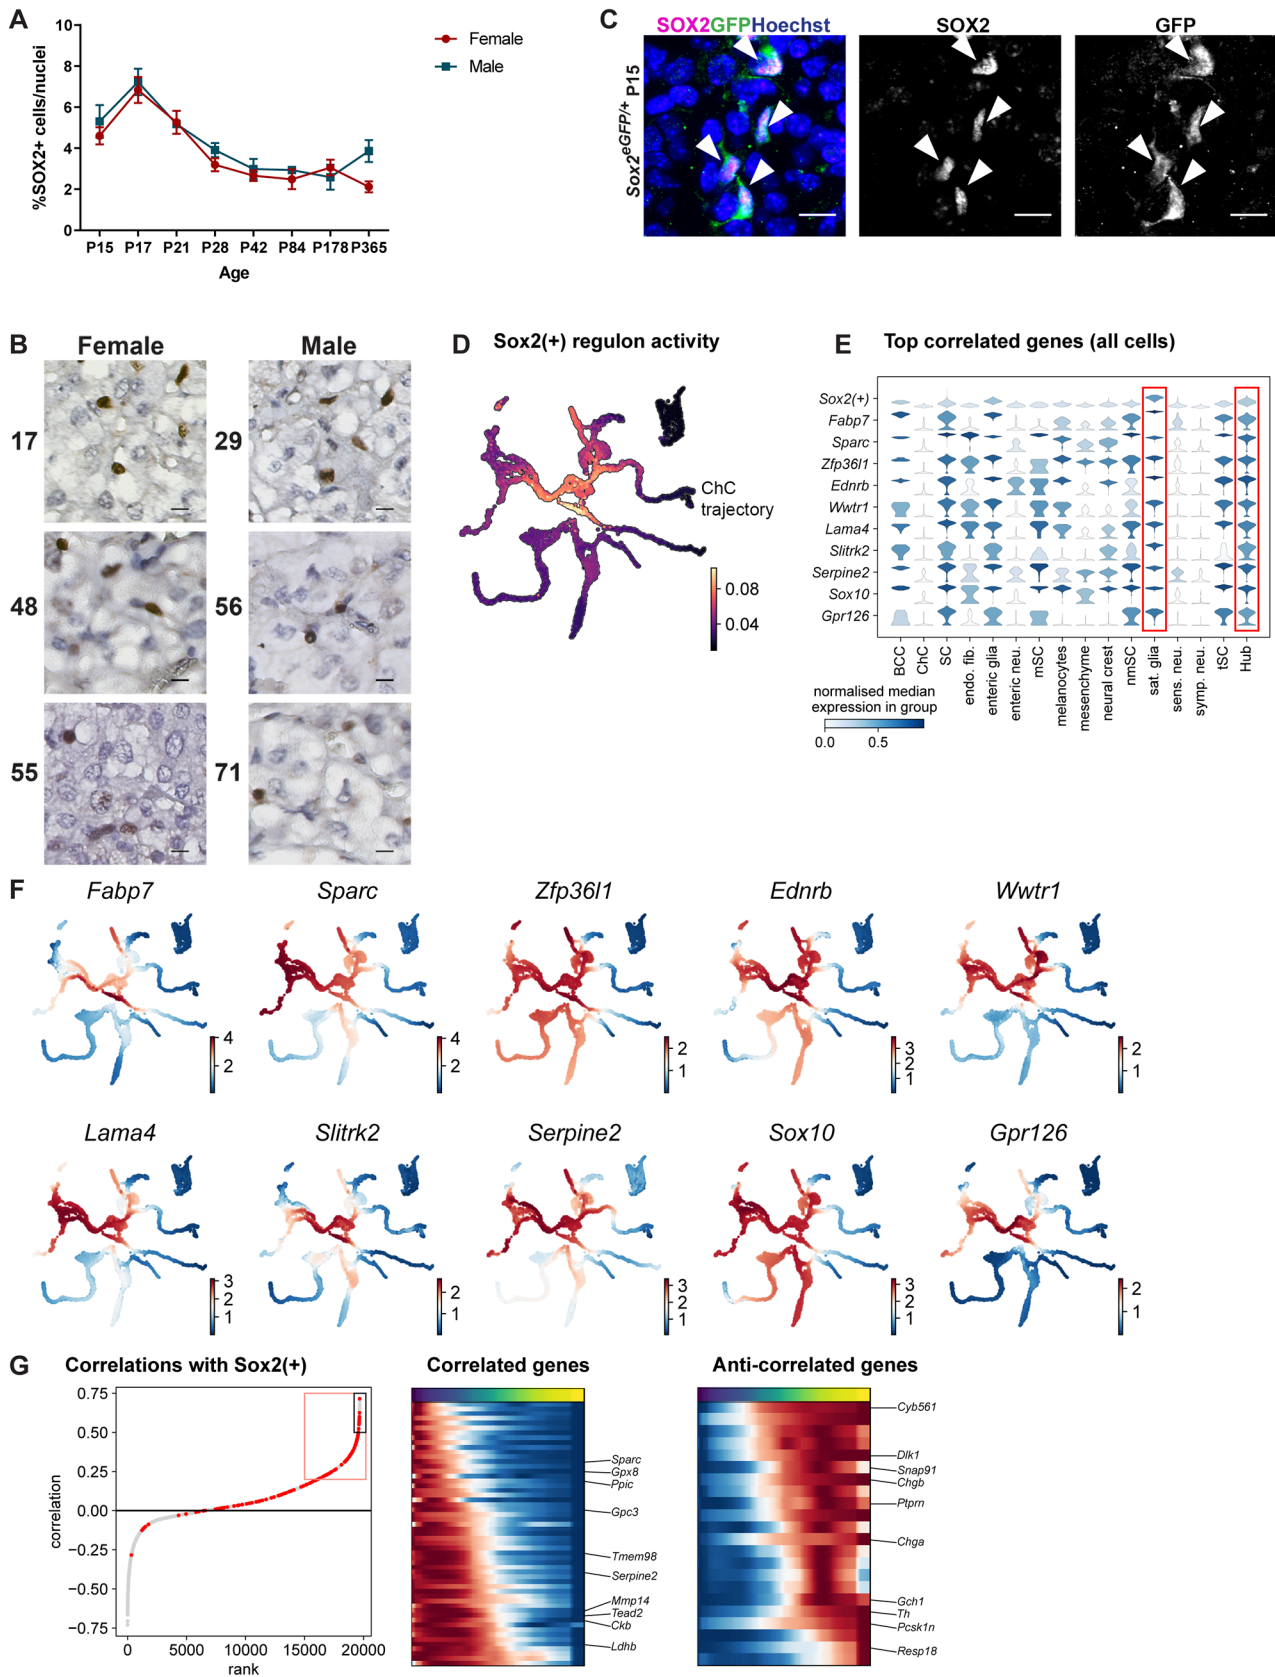 A
10
8
6
4
2
0
%SOX2+ cells/nuclei
P15 P17 P21 P28 P42 P84 P178 P365
Age
Female
Male
C
SOX2GFPHoechst
SOX2
GFP
Sox2eGFP/+ P15
B
Female
Male
17
29
48
56
55
71
D
Sox2(+) regulon activity
ChC
trajectory
0.08
0.04
E
Top correlated genes (all cells)
Sox2(+)
Fabp7
Sparc
Zfp36l1
Ednrb
Wwtr1
Lama4
Slitrk2
Serpine2
Sox10
Gpr126
BCC
ChC
SC
endo. fib.
enteric glia
enteric neu.
mSC
melanocytes
mesenchyme
neural crest
nmSC
sat. glia
sens. neu.
symp. neu.
tSC
Hub
normalised median
expression in group
0.0 0.5
F
Fabp7
Sparc
Zfp36l1
Ednrb
Wwtr1
4
2
4
2
2
1
3
2
1
2
1
Lama4
Slitrk2
Serpine2
Sox10
Gpr126
3
2
1
2
1
3
2
1
3
2
1
2
1
G
Correlations with Sox2(+)
0.75
0.50
0.25
0.00
−0.25
−0.50
−0.75
correlation
0 5000 10000 15000 20000
rank
Correlated genes
Sparc
Gpx8
Ppic
Gpc3
Tmem98
Serpine2
Mmp14
Tead2
Ckb
Ldhb
Anti-correlated genes
Cyb561
Dlk1
Snap91
Chgb
Ptprn
Chga
Gch1
Th
Pcsk1n
Resp18